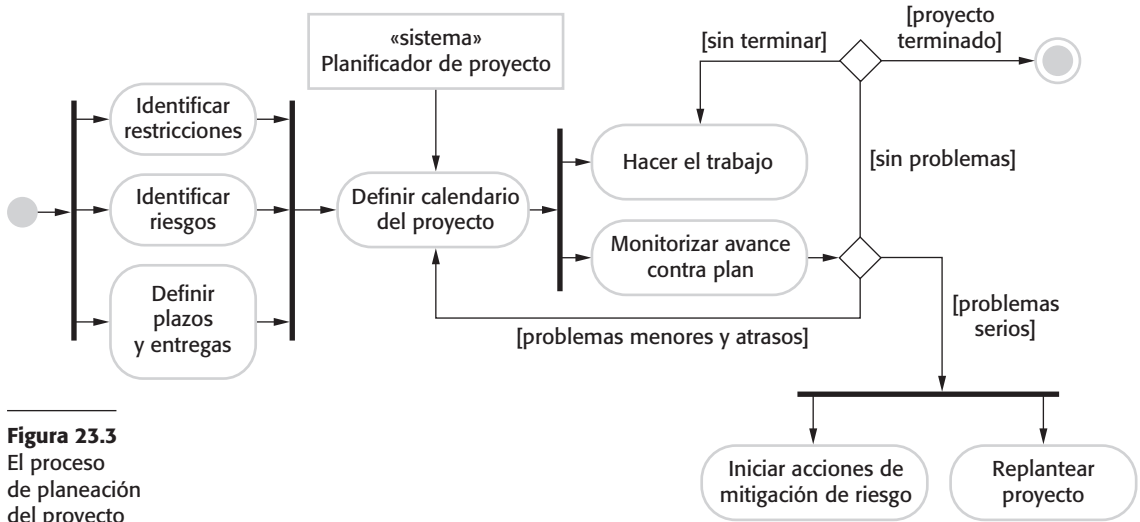 [proyecto
terminado]
[sin terminar]
«sistema»
Planificador de proyecto
Identificar
restricciones
Hacer el trabajo
[sin problemas]
Identificar
riesgos
Definir calendario
del proyecto
Monitorizar avance
contra plan
Definir
plazos
y entregas
[problemas menores y atrasos]
[problemas
serios]
Iniciar acciones de
mitigación de riesgo
Replantear
proyecto
Figura 23.3
El proceso
de planeación
del proyecto